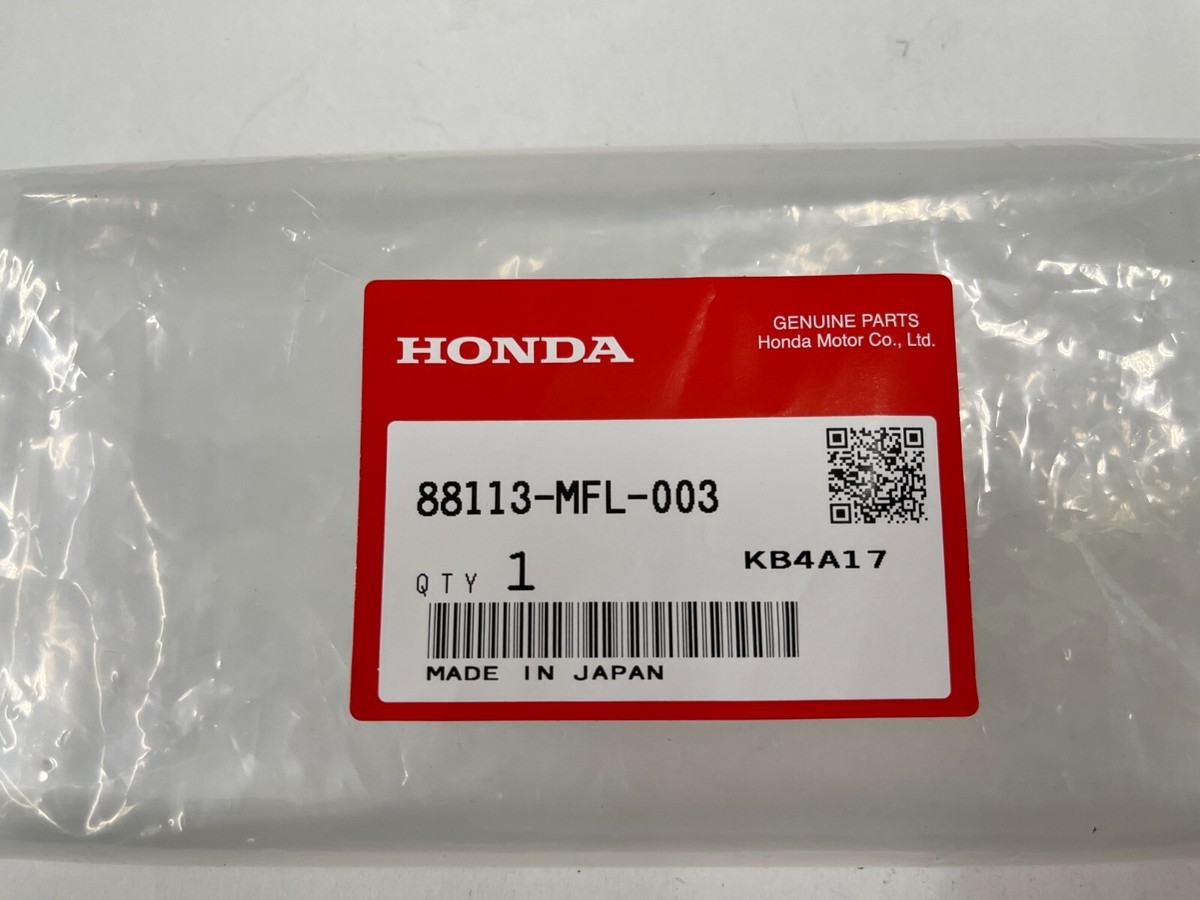 HONDA
GENUINE PARTS
Honda Motor Co., Ltd.
88113-MFL-003
QTY 1
KB4A17
MADE IN JAPAN